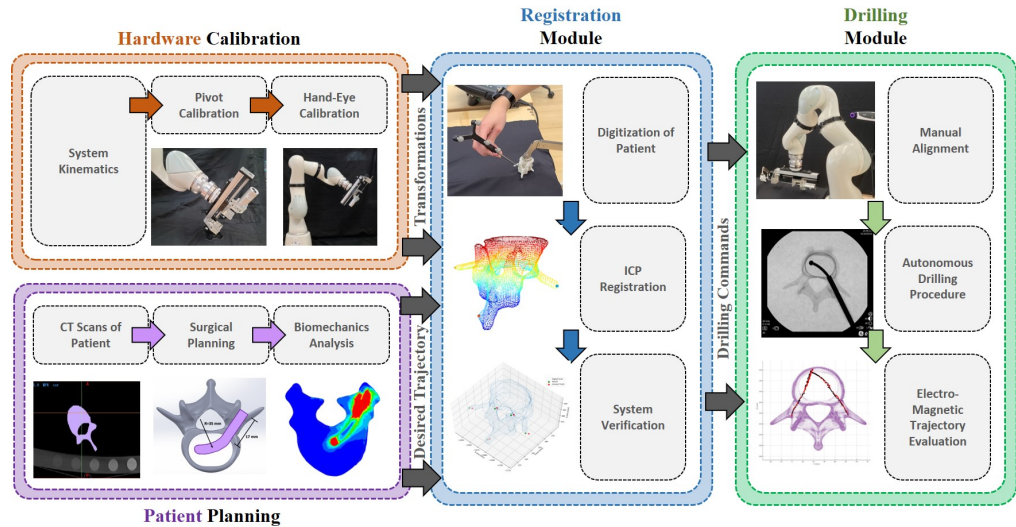 Hardware Calibration
System
Kinematics
Pivot
Calibration
Hand-Eye
Calibration
CT Scans of
Patient
Surgical
Planning
Biomechanics
Analysis
R=35 mm
17 mm
Patient Planning
Transformations
Desired Trajectory
Registration
Module
Digitization of
Patient
ICP
Registration
System
Verification
Drilling Commands
Drilling
Module
Manual
Alignment
Autonomous
Drilling
Procedure
Electro-
Magnetic
Trajectory
Evaluation